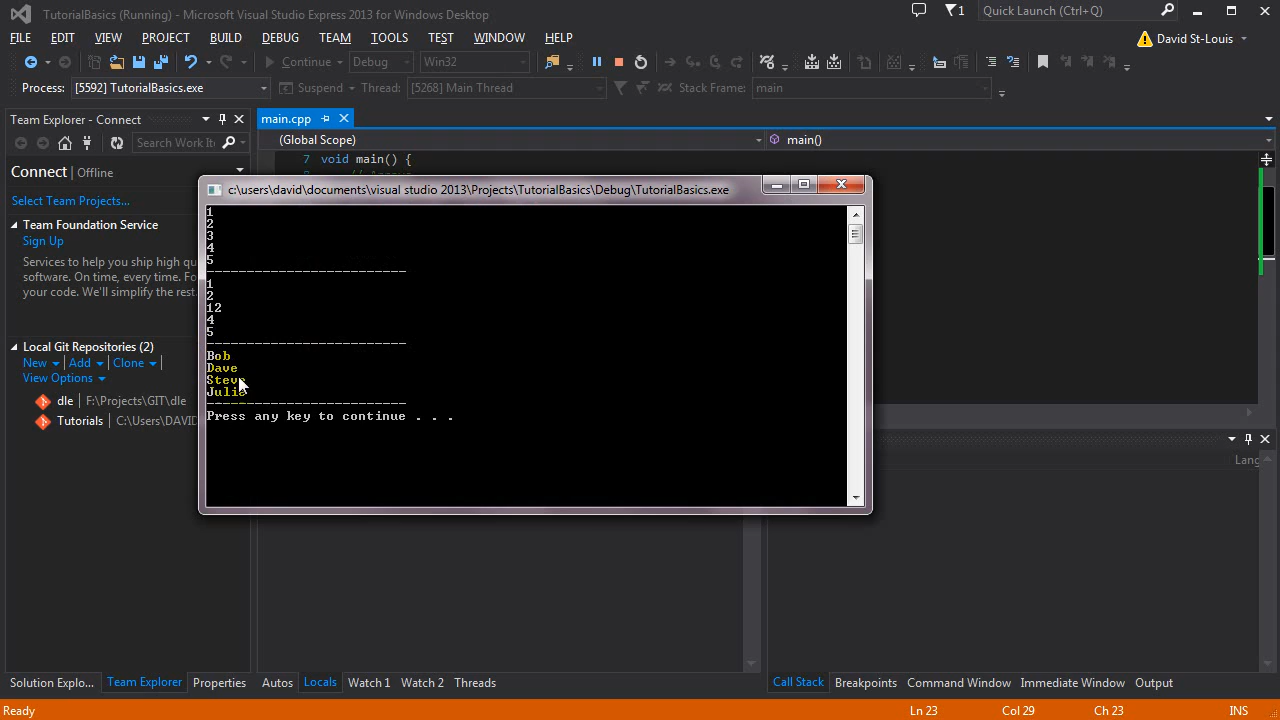 TutorialBasics (Running) - Microsoft Visual Studio Express 2013 for Windows Desktop
1
Quick Launch (Ctrl+Q)
FILE EDIT VIEW PROJECT BUILD DEBUG TEAM TOOLS TEST WINDOW HELP
David St-Louis
Continue Debug Win32
Process: [5592] TutorialBasics.exe Suspend Thread: [5268] Main Thread Stack Frame: main
Team Explorer - Connect
main.cpp
Search Work Item
(Global Scope) main()
7 void main() {
Connect | Offline
Select Team Projects...
Team Foundation Service
Sign Up
Services to help you ship high qu
software. On time, every time. Fo
your code. We'll simplify the rest
Local Git Repositories (2)
New Add Clone
View Options
dle F:\Projects\GIT\dle
Tutorials C:\Users\DAVID
c:\users\david\documents\visual studio 2013\Projects\TutorialBasics\Debug\TutorialBasics.exe
1
2
3
4
5
-------------------------
1
2
12
4
5
-------------------------
Bob
Dave
Steve
Julie
-------------------------
Press any key to continue . . .
Lang
Solution Explo... Team Explorer Properties
Autos Locals Watch 1 Watch 2 Threads
Call Stack Breakpoints Command Window Immediate Window Output
Ready Ln 23 Col 29 Ch 23 INS